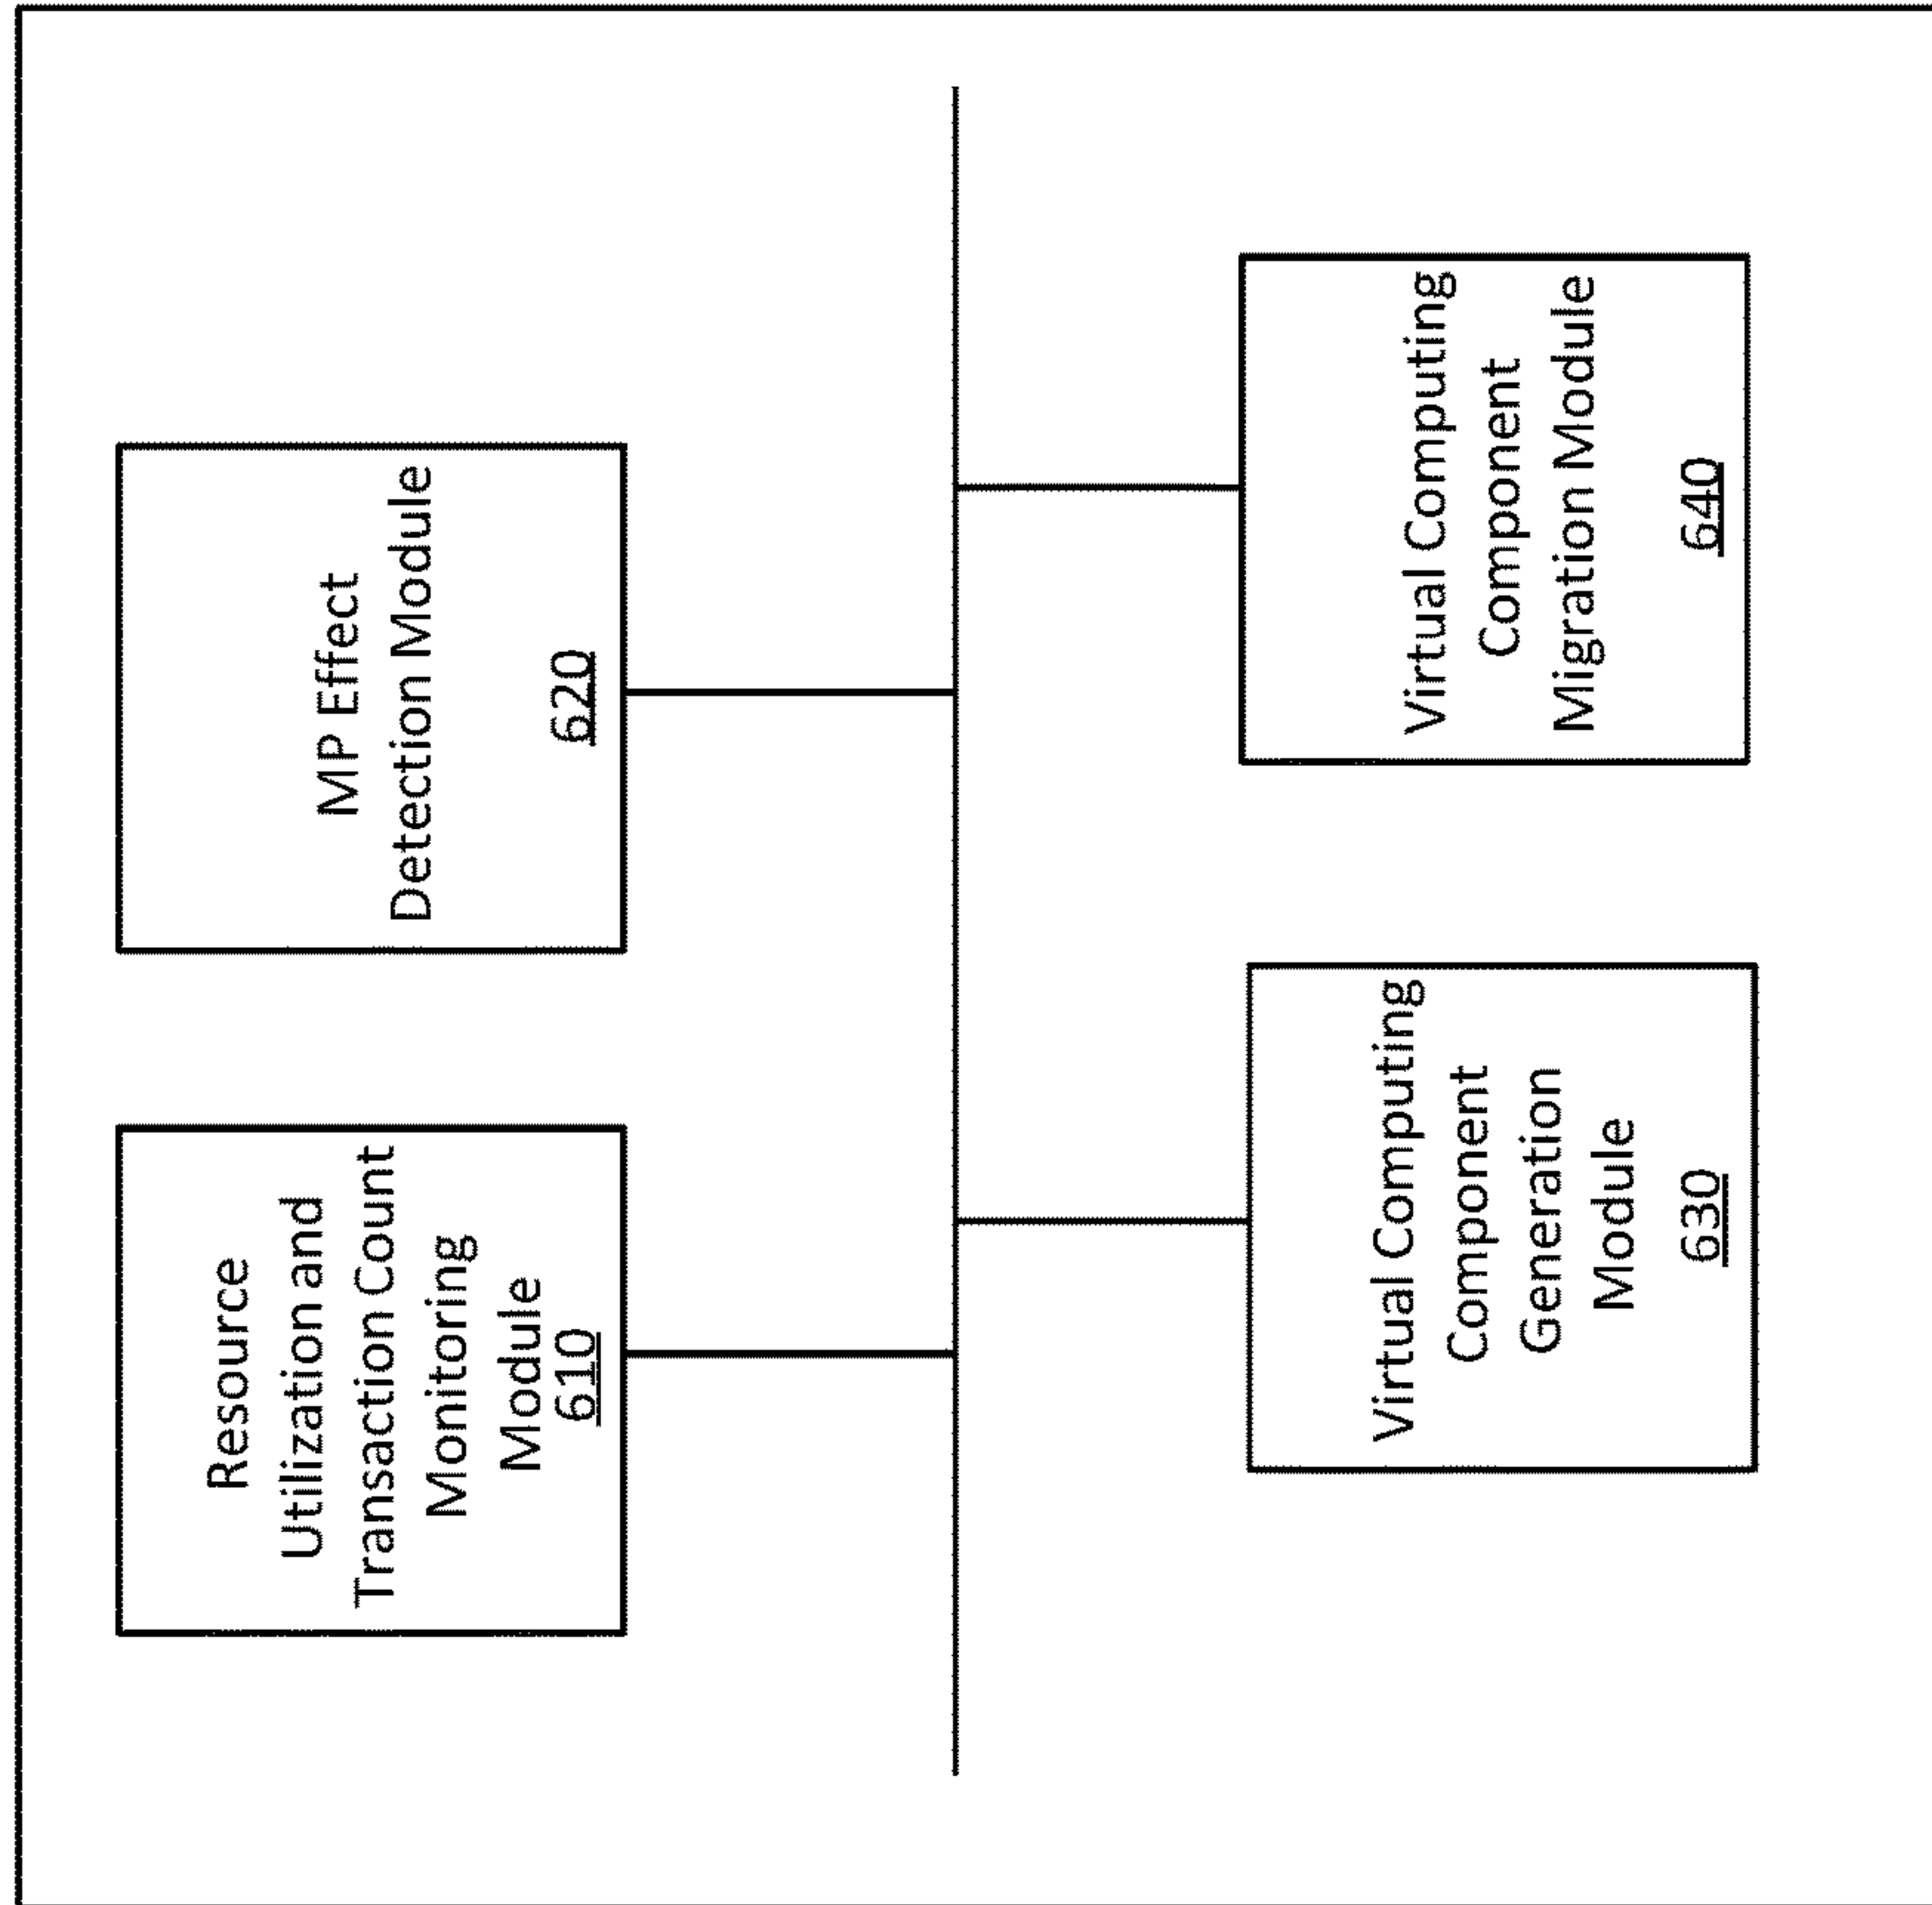 Resource
Utilization and
Transaction Count
Monitoring
Module
610
MP Effect
Detection Module
620
Virtual Computing
Component
Generation
Module
630
Virtual Computing
Component
Migration Module
640